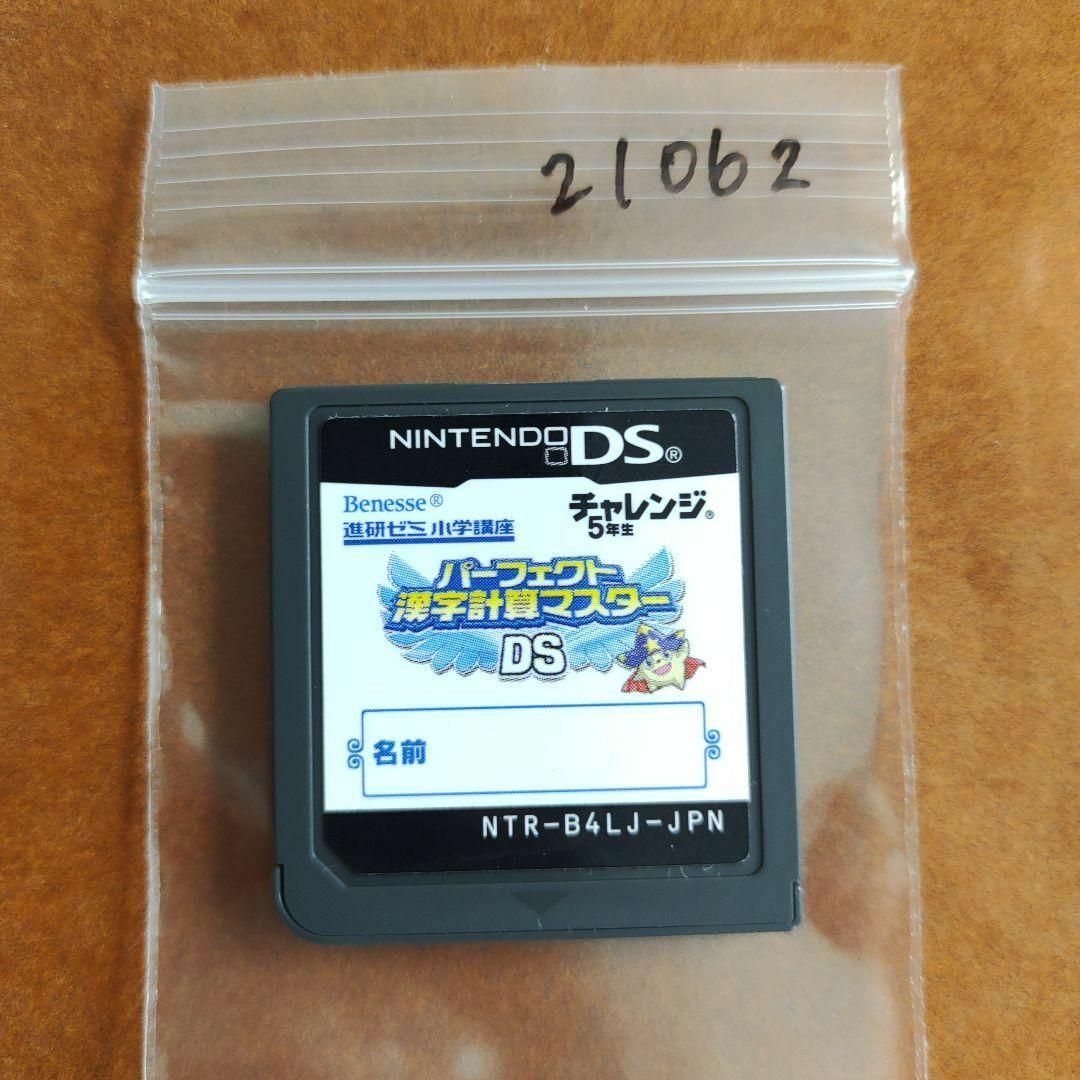 21062
NINTENDO DS®
Benesse®
進研ゼミ 小学講座
チャレンジ®
5年生
パーフェクト
漢字計算マスター
DS
名前
NTR-B4LJ-JPN